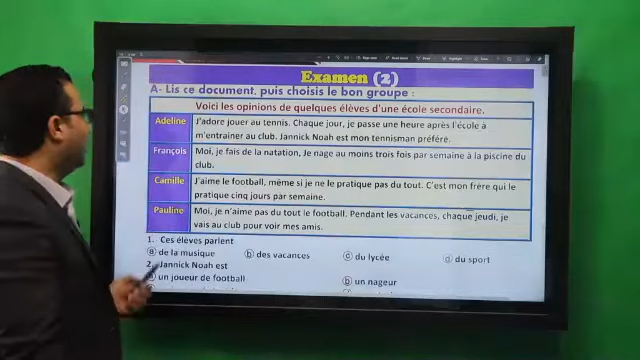 Examen (2)
A- Lis ce document, puis choisis le bon groupe :
Voici les opinions de quelques élèves d'une école secondaire.
Adeline J'adore jouer au tennis. Chaque jour, je passe une heure après l'école à
m'entrainer au club. Jannick Noah est mon tennisman préféré.
François Moi, je fais de la natation, Je nage au moins trois fois par semaine à la piscine du
club.
Camille J'aime le football, même si je ne le pratique pas du tout. C'est mon frère qui le
pratique cinq jours par semaine.
Pauline Moi, je n'aime pas du tout le football. Pendant les vacances, chaque jeudi, je
vais au club pour voir mes amis.
1. Ces élèves parlent
a de la musique b des vacances c du lycée d du sport
2. Jannick Noah est
a un joueur de football b un nageur